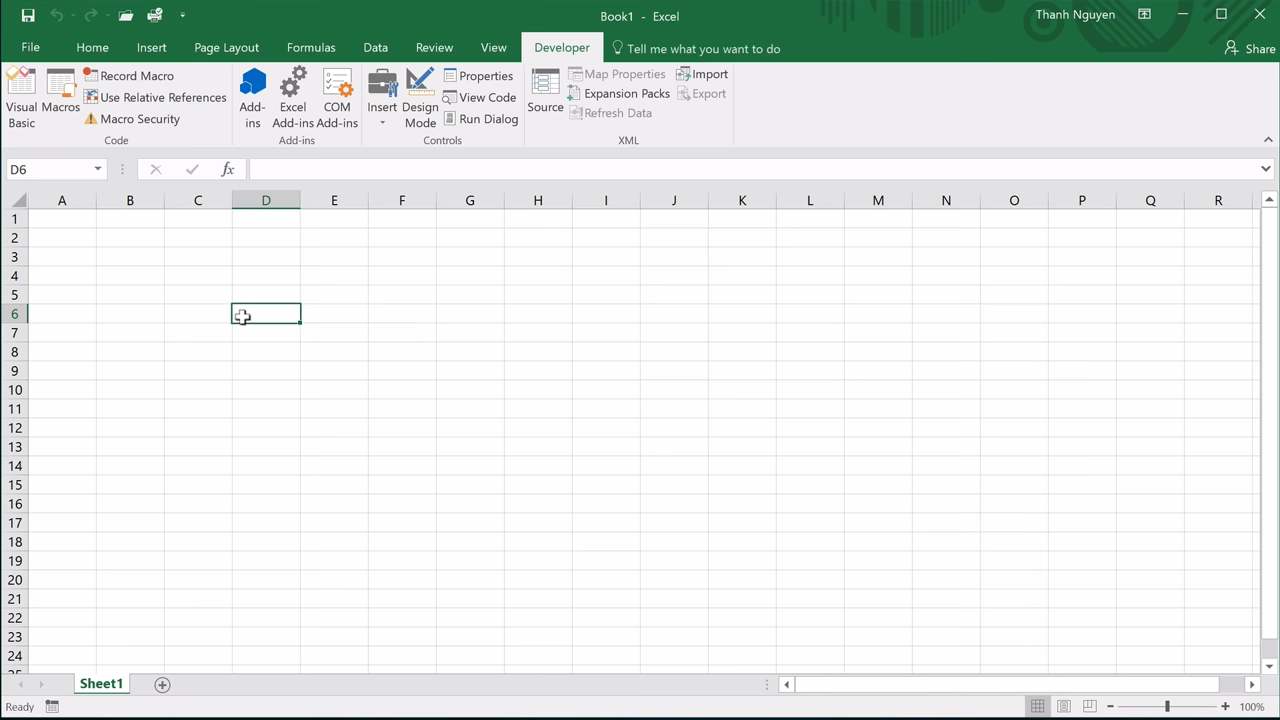 Book1 - Excel
Thanh Nguyen
File Home Insert Page Layout Formulas Data Review View Developer Tell me what you want to do Share
Visual Basic
Macros
Record Macro
Use Relative References
Macro Security
Code
Add-ins
Excel Add-ins
COM Add-ins
Add-ins
Insert
Design Mode
Properties
View Code
Run Dialog
Controls
Source
Map Properties
Expansion Packs
Refresh Data
Import
Export
XML
D6 fx
A B C D E F G H I J K L M N O P Q R
1
2
3
4
5
6
7
8
9
10
11
12
13
14
15
16
17
18
19
20
21
22
23
24
25
Sheet1
Ready 100%